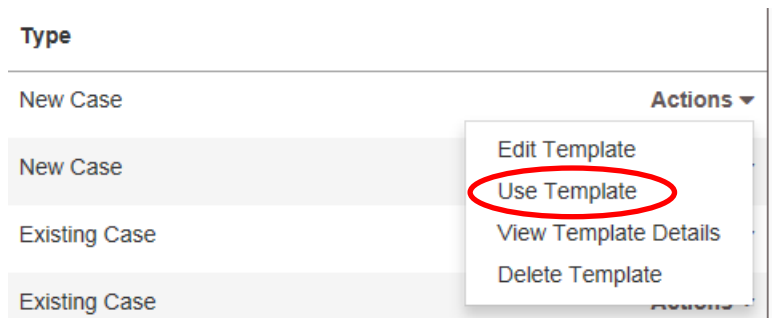 Type
New Case Actions
Edit Template
New Case
Use Template
Existing Case View Template Details
Delete Template
Existing Case Actions